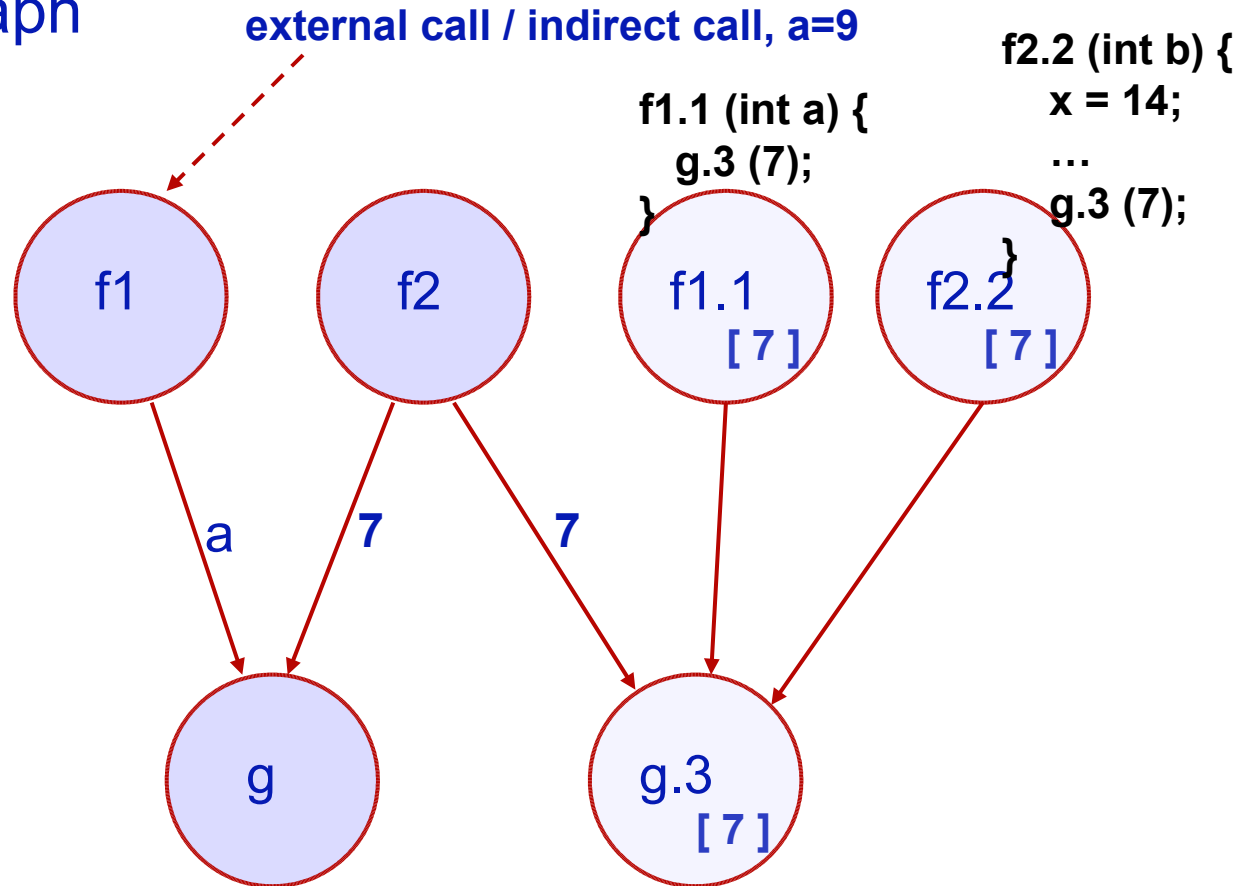 external call / indirect call, a=9
f1.1 (int a) {
g.3 (7);
}
f2.2 (int b) {
x = 14;
…
g.3 (7);
}
f1
f2
f1.1
[ 7 ]
f2.2
[ 7 ]
a
7
7
g
g.3
[ 7 ]